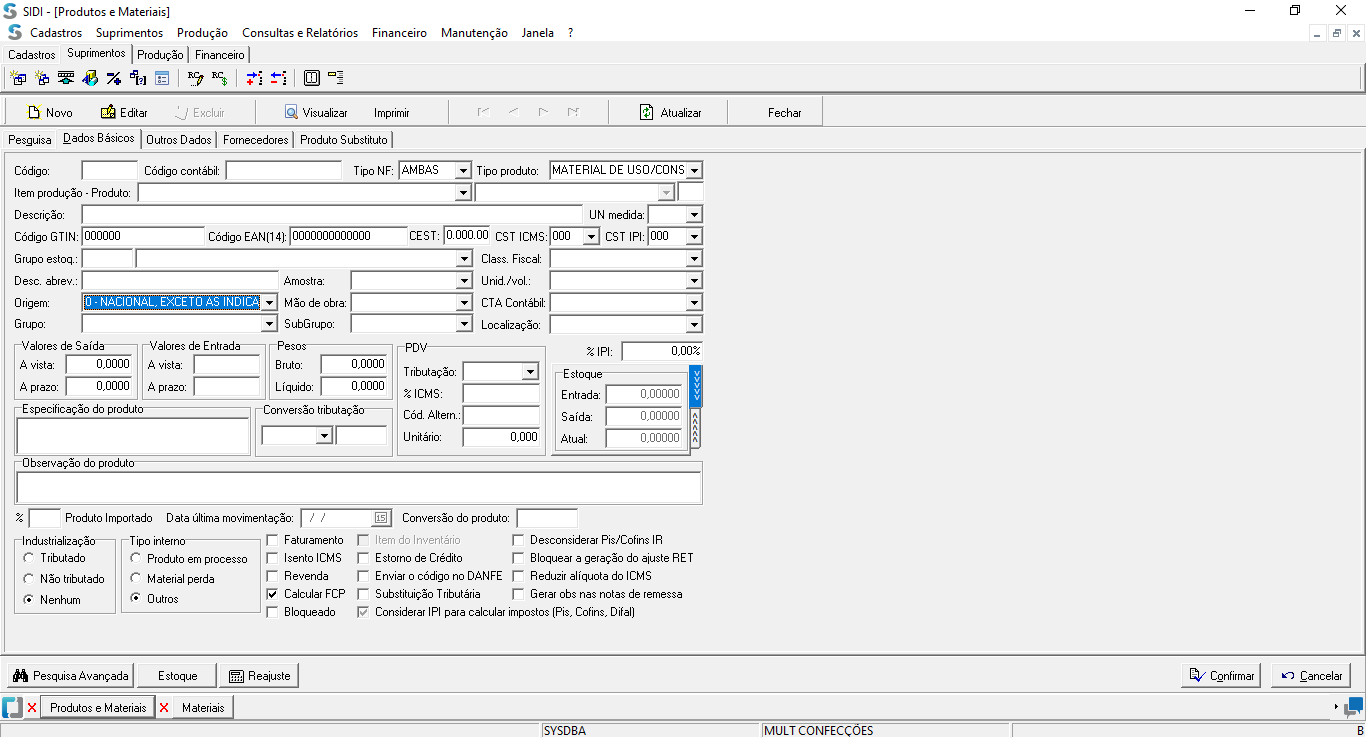 SIDI - [Produtos e Materiais]
Cadastros Suprimentos Produção Consultas e Relatórios Financeiro Manutenção Janela ?
Cadastros Suprimentos Produção Financeiro
Novo Editar Excluir Visualizar Imprimir Atualizar Fechar
Pesquisa Dados Básicos Outros Dados Fornecedores Produto Substituto
Código: Código contábil: Tipo NF: AMBAS Tipo produto: MATERIAL DE USO/CONS
Item produção - Produto:
Descrição: UN medida:
Código GTIN: 000000 Código EAN(14): 0000000000000 CEST: 0.000.00 CST ICMS: 000 CST IPI: 000
Grupo estoq.: Class. Fiscal:
Desc. abrev.: Amostra: Unid./vol.:
Origem: 0 - NACIONAL, EXCETO AS INDICA Mão de obra: CTA Contábil:
Grupo: SubGrupo: Localização:
Valores de Saída Valores de Entrada Pesos PDV % IPI: 0,00%
A vista: 0,0000 A vista: Bruto: 0,0000 Tributação: Estoque
A prazo: 0,0000 A prazo: Líquido: 0,0000 % ICMS: Entrada: 0,00000
Especificação do produto Conversão tributação Cód. Altern.: Saída: 0,00000
Unitário: 0,000 Atual: 0,00000
Observação do produto
% Produto Importado Data última movimentação: / / 15 Conversão do produto:
Industrialização Tipo interno Faturamento Item do Inventário Desconsiderar Pis/Cofins IR
Tributado Produto em processo Isento ICMS Estorno de Crédito Bloquear a geração do ajuste RET
Não tributado Material perda Revenda Enviar o código no DANFE Reduzir alíquota do ICMS
Nenhum Outros Calcular FCP Substituição Tributária Gerar obs nas notas de remessa
Bloqueado Considerar IPI para calcular impostos (Pis, Cofins, Difal)
Pesquisa Avançada Estoque Reajuste Confirmar Cancelar
Produtos e Materiais Materiais
SYSDBA MULT CONFECÇÕES B